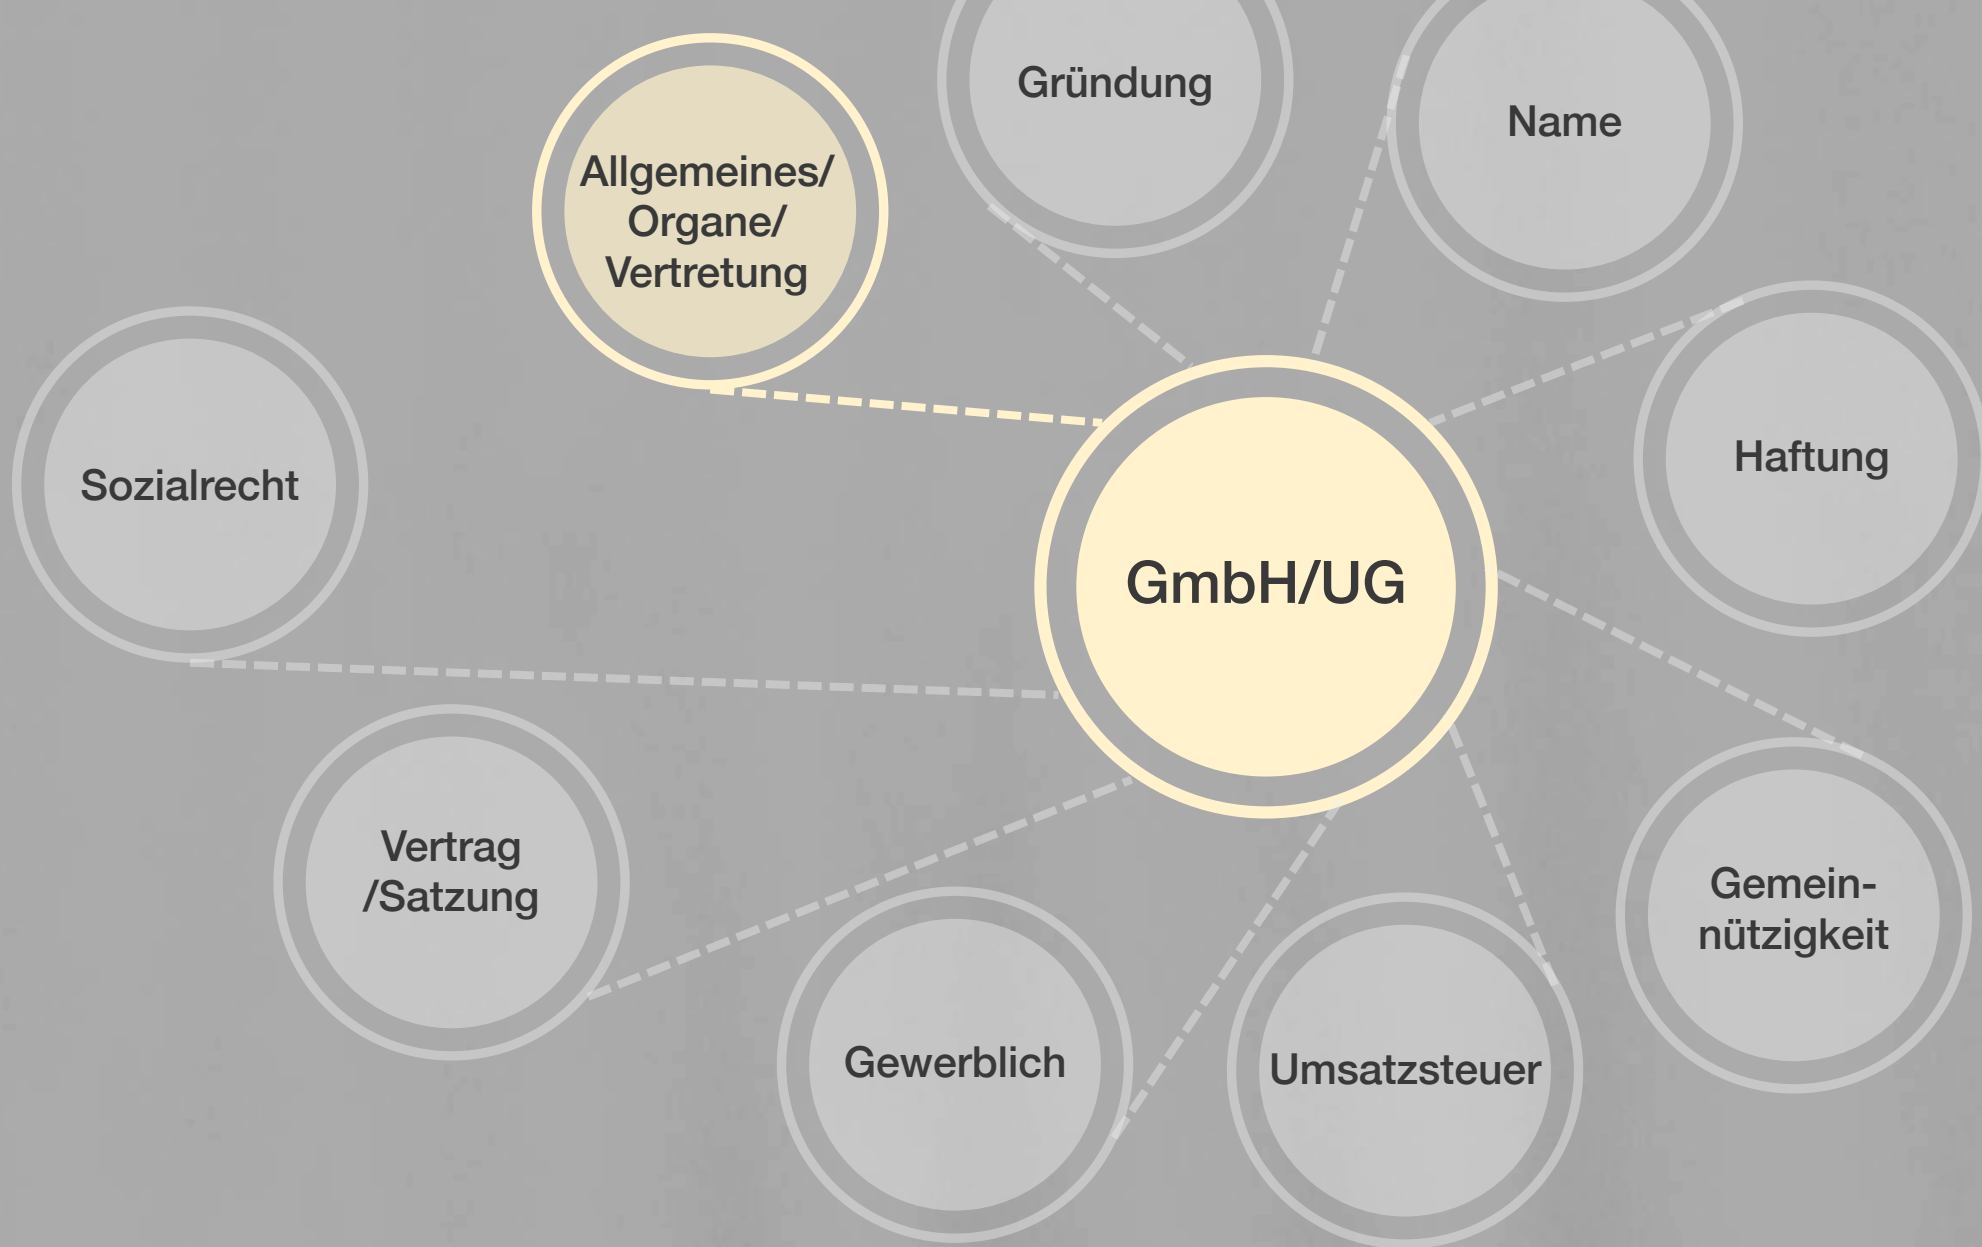 Gründung
Name
Allgemeines/
Organe/
Vertretung
Haftung
Sozialrecht
GmbH/UG
Vertrag
/Satzung
Gemein-
nützigkeit
Gewerblich
Umsatzsteuer